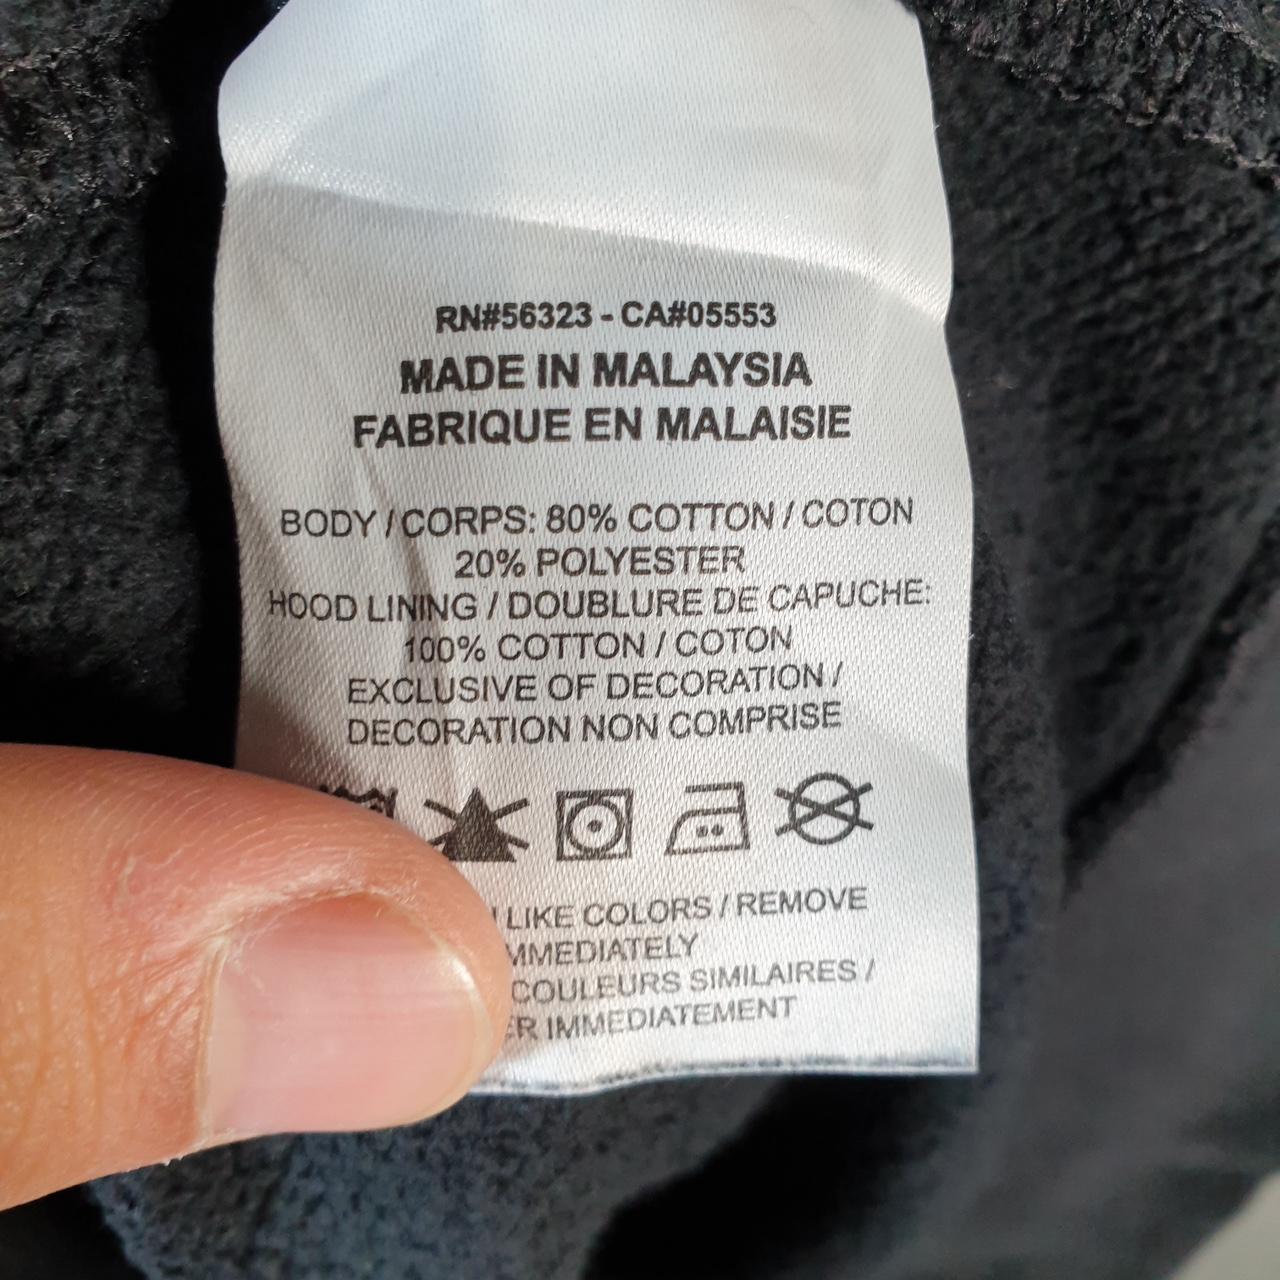 RN#56323 - CA#05553
MADE IN MALAYSIA
FABRIQUE EN MALAISIE
BODY / CORPS: 80% COTTON / COTON
20% POLYESTER
HOOD LINING / DOUBLURE DE CAPUCHE:
100% COTTON / COTON
EXCLUSIVE OF DECORATION /
DECORATION NON COMPRISE
LIKE COLORS / REMOVE
COULEURS SIMILAIRES /
IMMEDIATEMENT